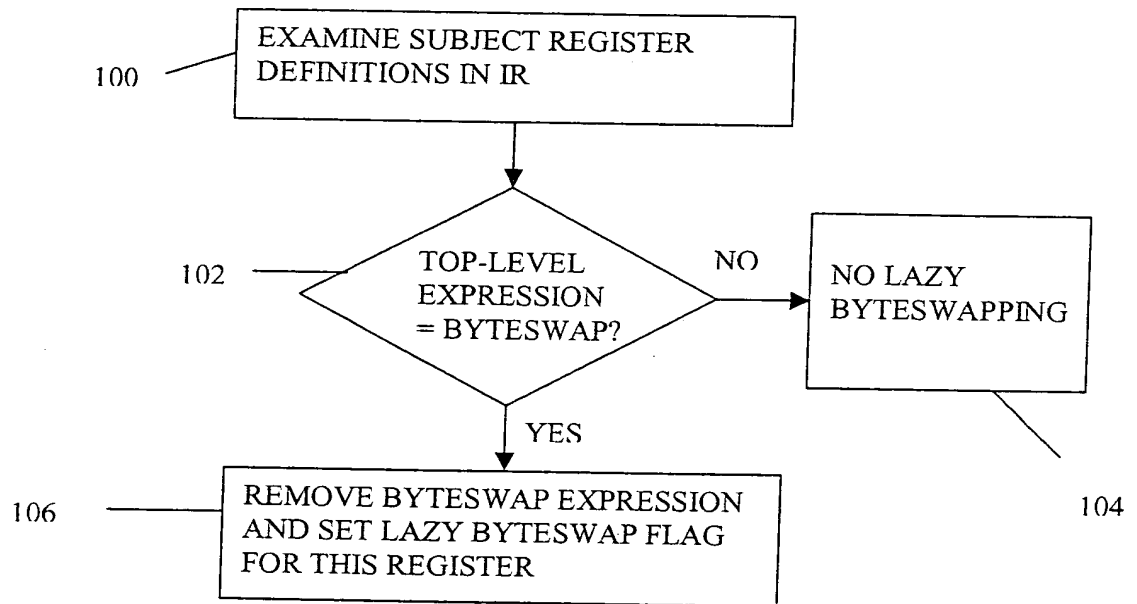 EXAMINE SUBJECT REGISTER
DEFINITIONS IN IR
100
102
TOP-LEVEL
EXPRESSION
= BYTESWAP?
NO
NO LAZY
BYTESWAPPING
YES
104
106
REMOVE BYTESWAP EXPRESSION
AND SET LAZY BYTESWAP FLAG
FOR THIS REGISTER